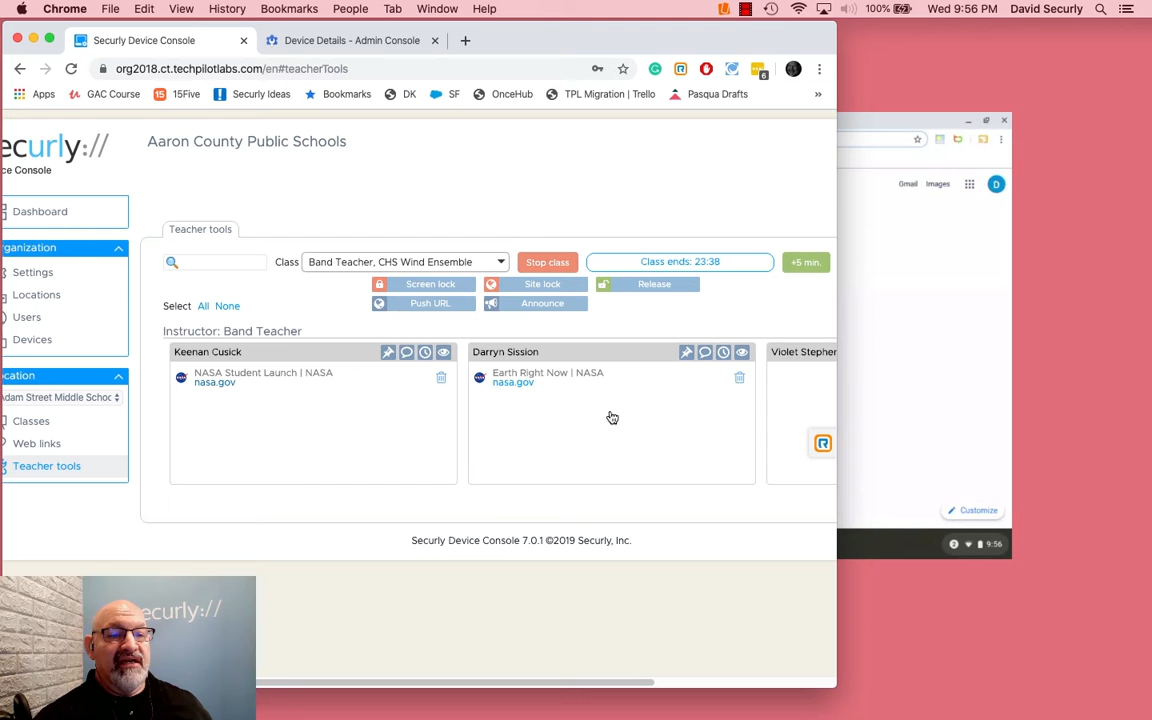 Chrome File Edit View History Bookmarks People Tab Window Help 100% Wed 9:56 PM David Securly
Securly Device Console Device Details - Admin Console
org2018.ct.techpilotlabs.com/en#teacherTools 6
Apps GAC Course 15 15Five Securly Ideas Bookmarks DK SF OnceHub TPL Migration | Trello Pasqua Drafts »
ecurly://
ce Console
Aaron County Public Schools
Gmail Images D
Dashboard
Teacher tools
ganization
Class Band Teacher, CHS Wind Ensemble Stop class Class ends: 23:38 +5 min.
Settings
Screen lock Site lock Release
Locations
Select All None Push URL Announce
Users
Instructor: Band Teacher
Devices
Keenan Cusick Darryn Sission Violet Stephen
ocation
NASA Student Launch | NASA Earth Right Now | NASA
nasa.gov nasa.gov
Adam Street Middle Schoo
Classes
Web links
Teacher tools
Customize
Securly Device Console 7.0.1 ©2019 Securly, Inc.
2 9:56
ecurly://